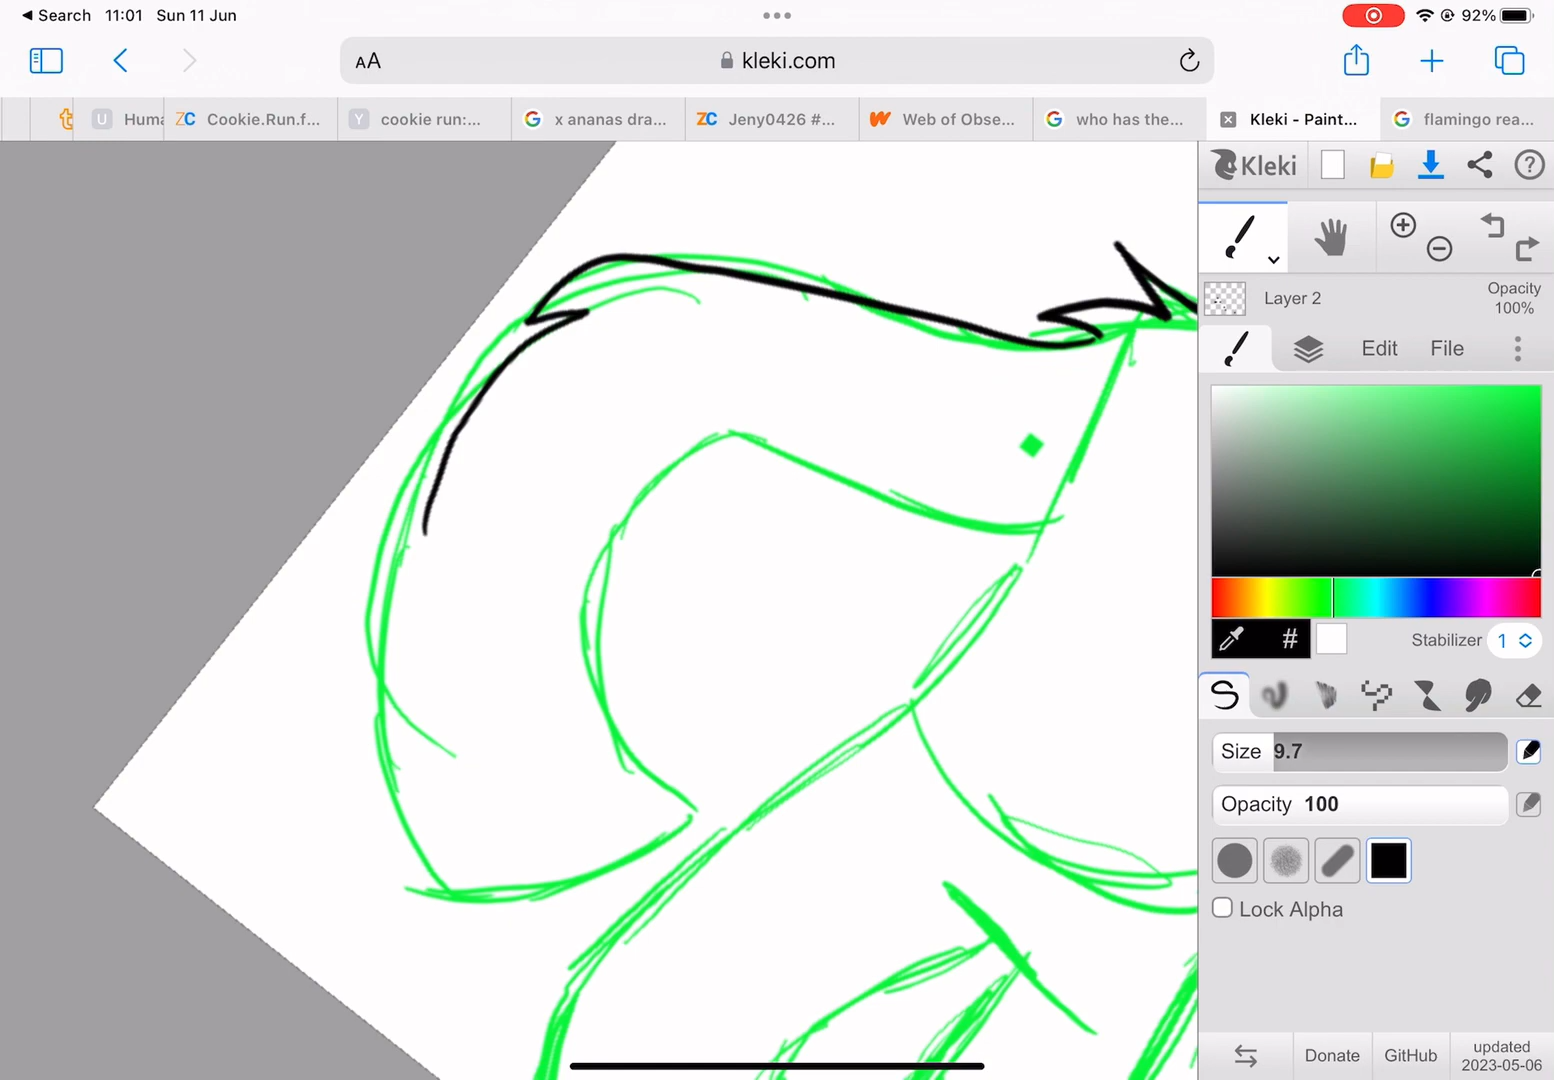 ◀ Search 11:01 Sun 11 Jun
92%
AA
kleki.com
U Huma
ZC Cookie.Run.f...
Y cookie run:...
G x ananas dra...
ZC Jeny0426 #...
W Web of Obse...
G who has the...
Kleki - Paint...
G flamingo rea...
Kleki
?
Layer 2
Opacity
100%
Edit
File
#
Stabilizer 1
Size 9.7
Opacity 100
Lock Alpha
Donate
GitHub
updated
2023-05-06